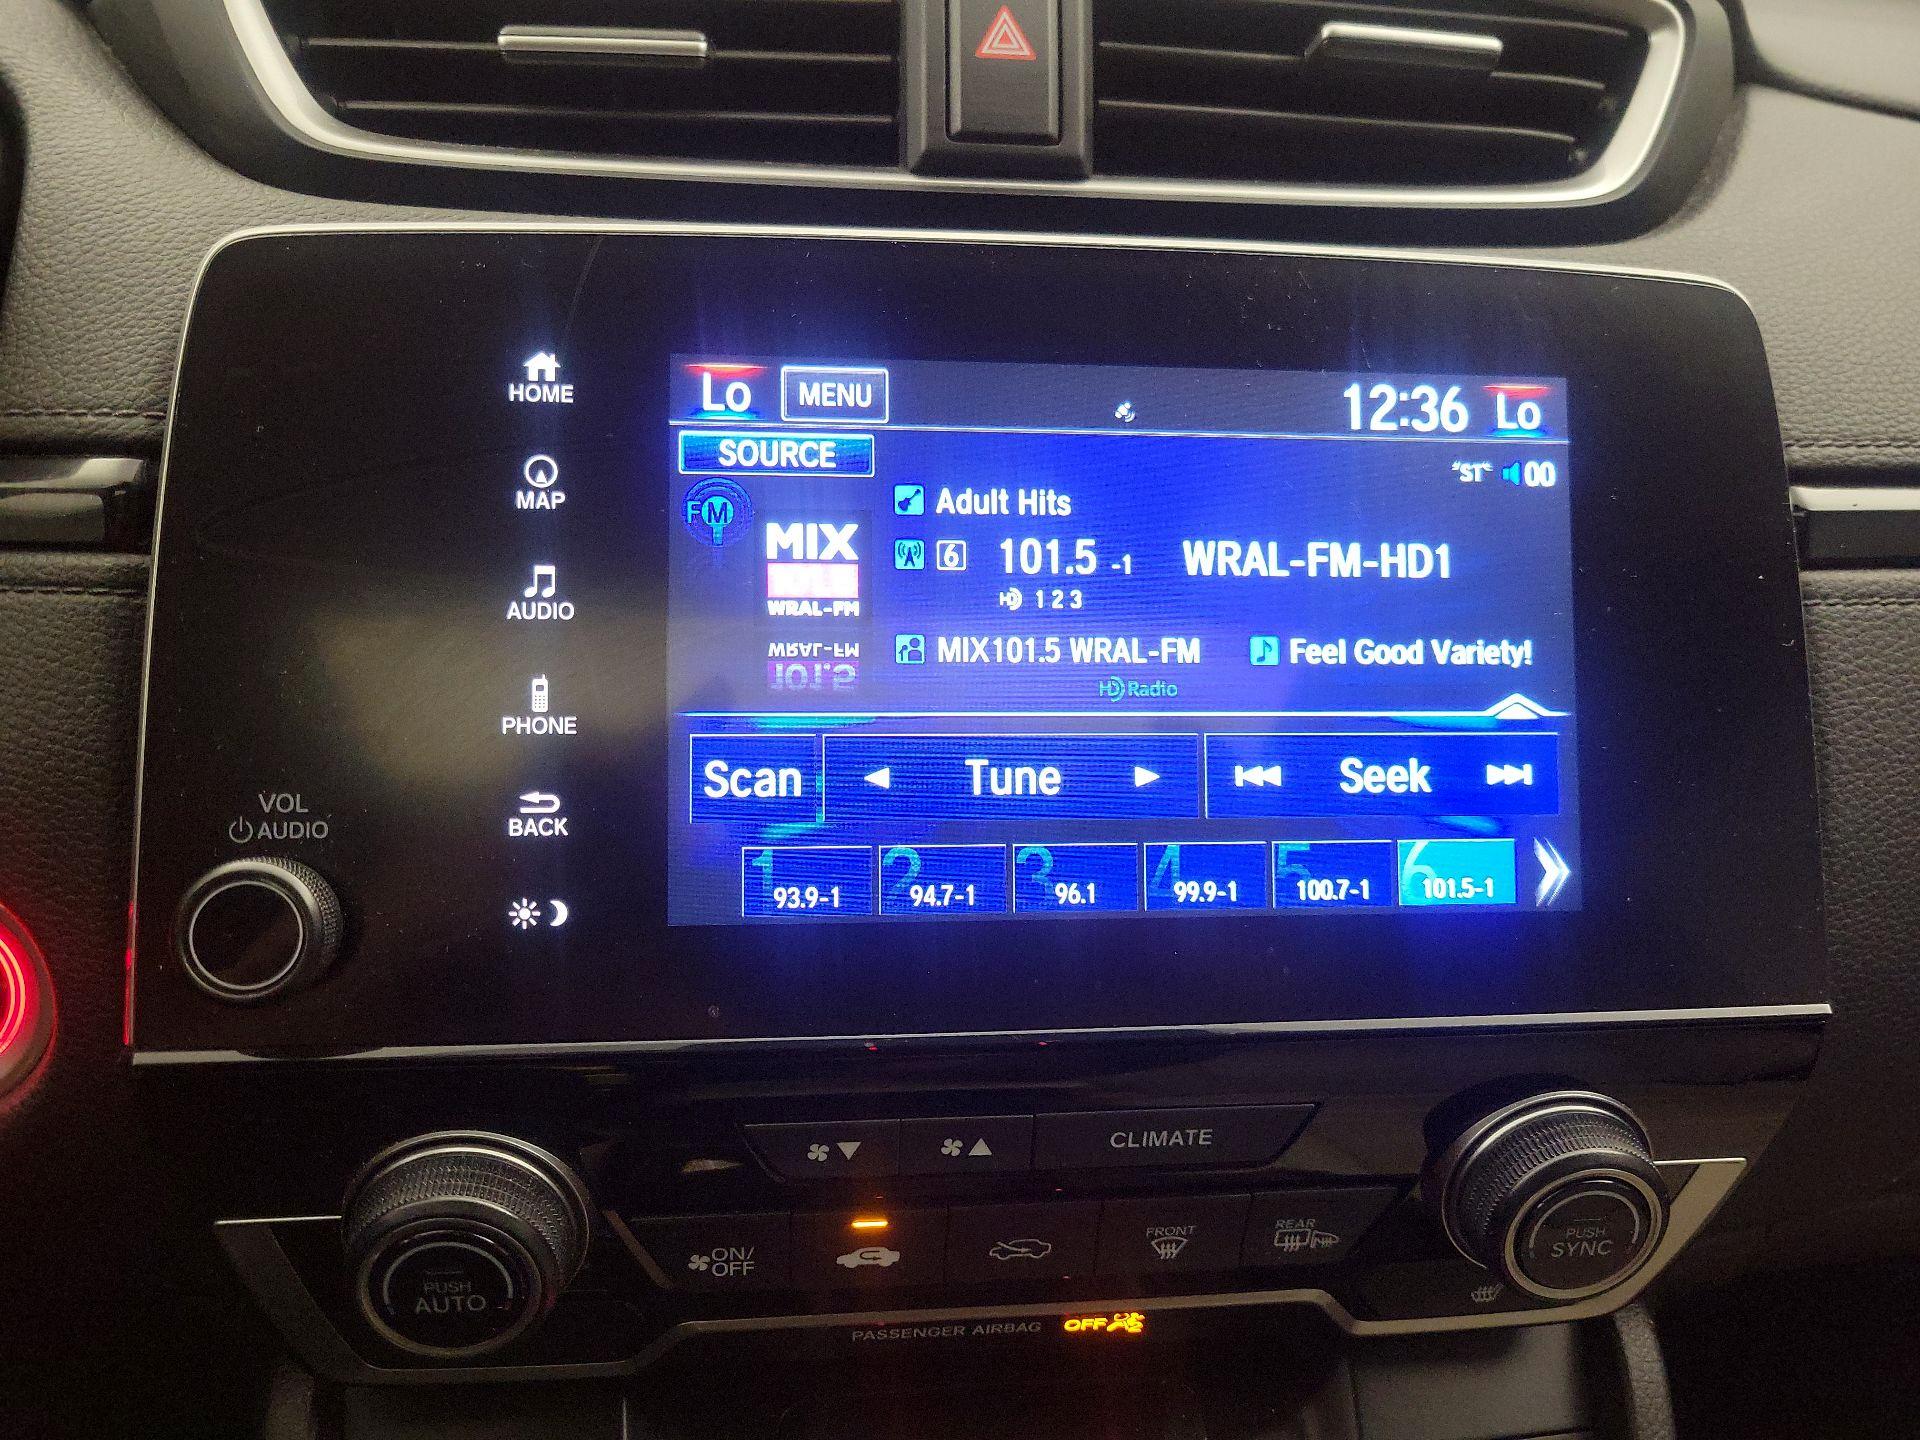 Lo MENU 12:36 Lo
HOME
SOURCE
"ST" 00
MAP
FM
Adult Hits
MIX
WRAL-FM
6 101.5 -1 WRAL-FM-HD1
HD 1 2 3
AUDIO
MIX101.5 WRAL-FM Feel Good Variety!
HD Radio
PHONE
Scan Tune Seek
VOL
AUDIO
BACK
1 2 3 4 5 6
93.9-1 94.7-1 96.1 99.9-1 100.7-1 101.5-1
CLIMATE
ON/
OFF
FRONT
REAR
PUSH
AUTO
PUSH
SYNC
PASSENGER AIRBAG OFF 2